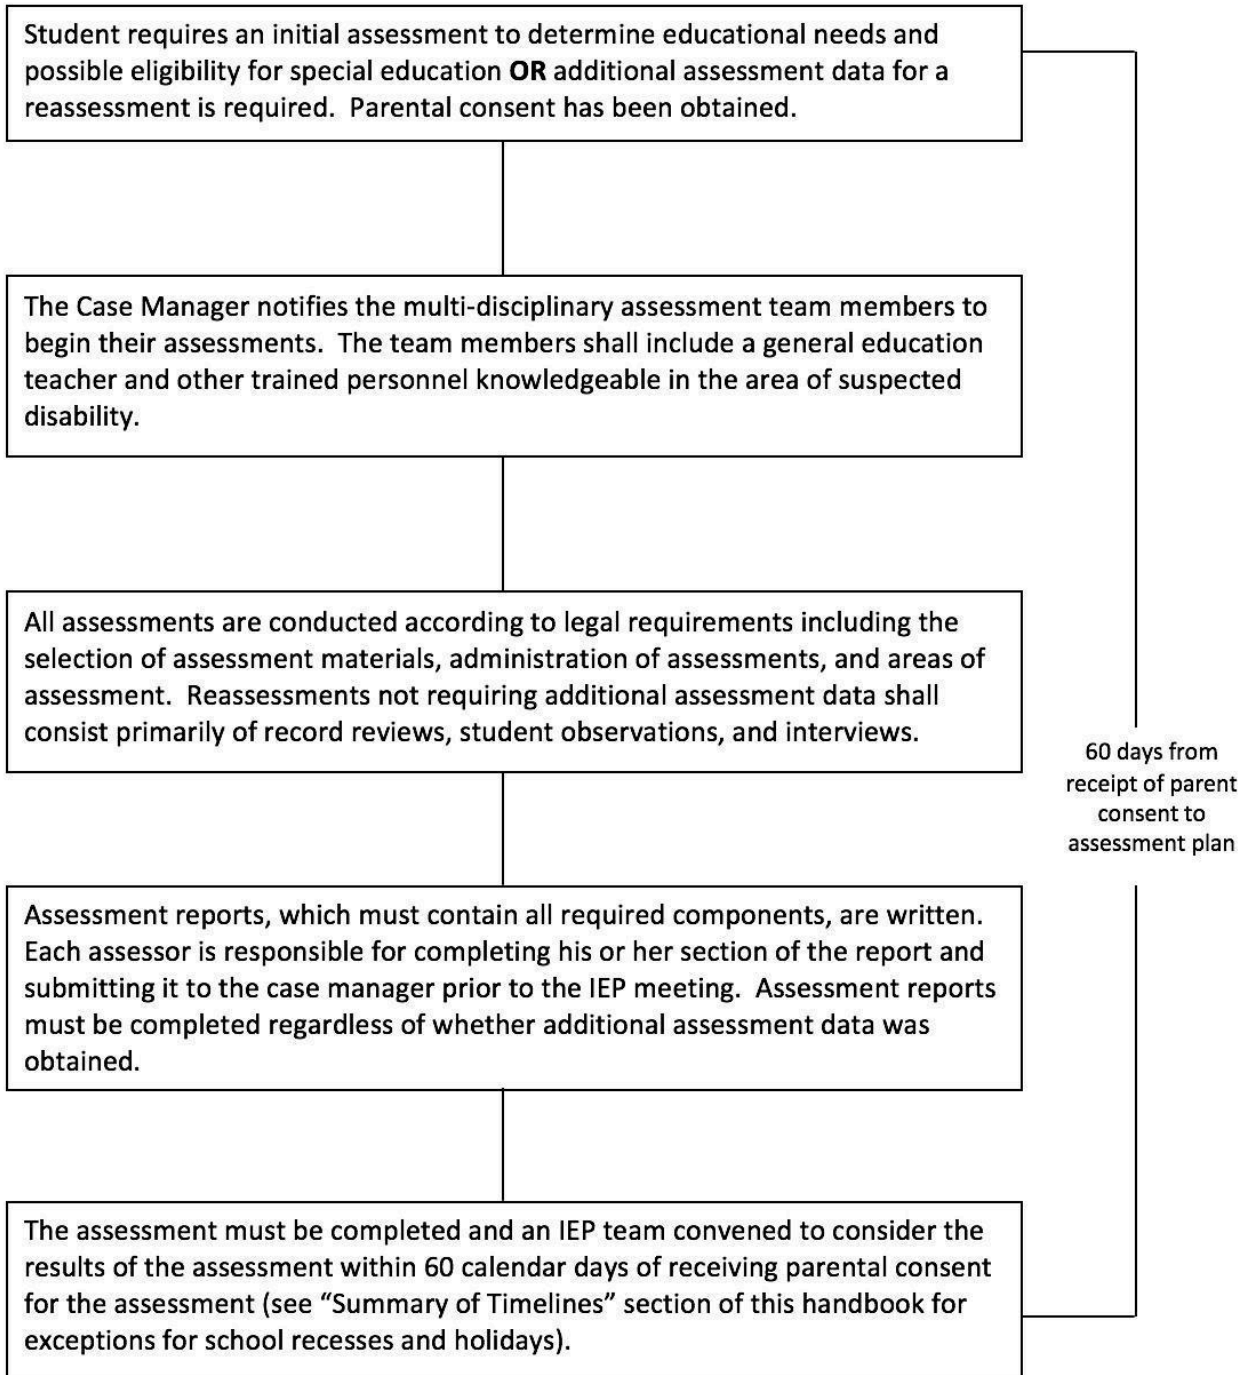 Student requires an initial assessment to determine educational needs and
possible eligibility for special education OR additional assessment data for a
reassessment is required.  Parental consent has been obtained.
The Case Manager notifies the multi-disciplinary assessment team members to
begin their assessments.  The team members shall include a general education
teacher and other trained personnel knowledgeable in the area of suspected
disability.
All assessments are conducted according to legal requirements including the
selection of assessment materials, administration of assessments, and areas of
assessment.  Reassessments not requiring additional assessment data shall
consist primarily of record reviews, student observations, and interviews.
60 days from
receipt of parent
consent to
assessment plan
Assessment reports, which must contain all required components, are written.
Each assessor is responsible for completing his or her section of the report and
submitting it to the case manager prior to the IEP meeting.  Assessment reports
must be completed regardless of whether additional assessment data was
obtained.
The assessment must be completed and an IEP team convened to consider the
results of the assessment within 60 calendar days of receiving parental consent
for the assessment (see “Summary of Timelines” section of this handbook for
exceptions for school recesses and holidays).